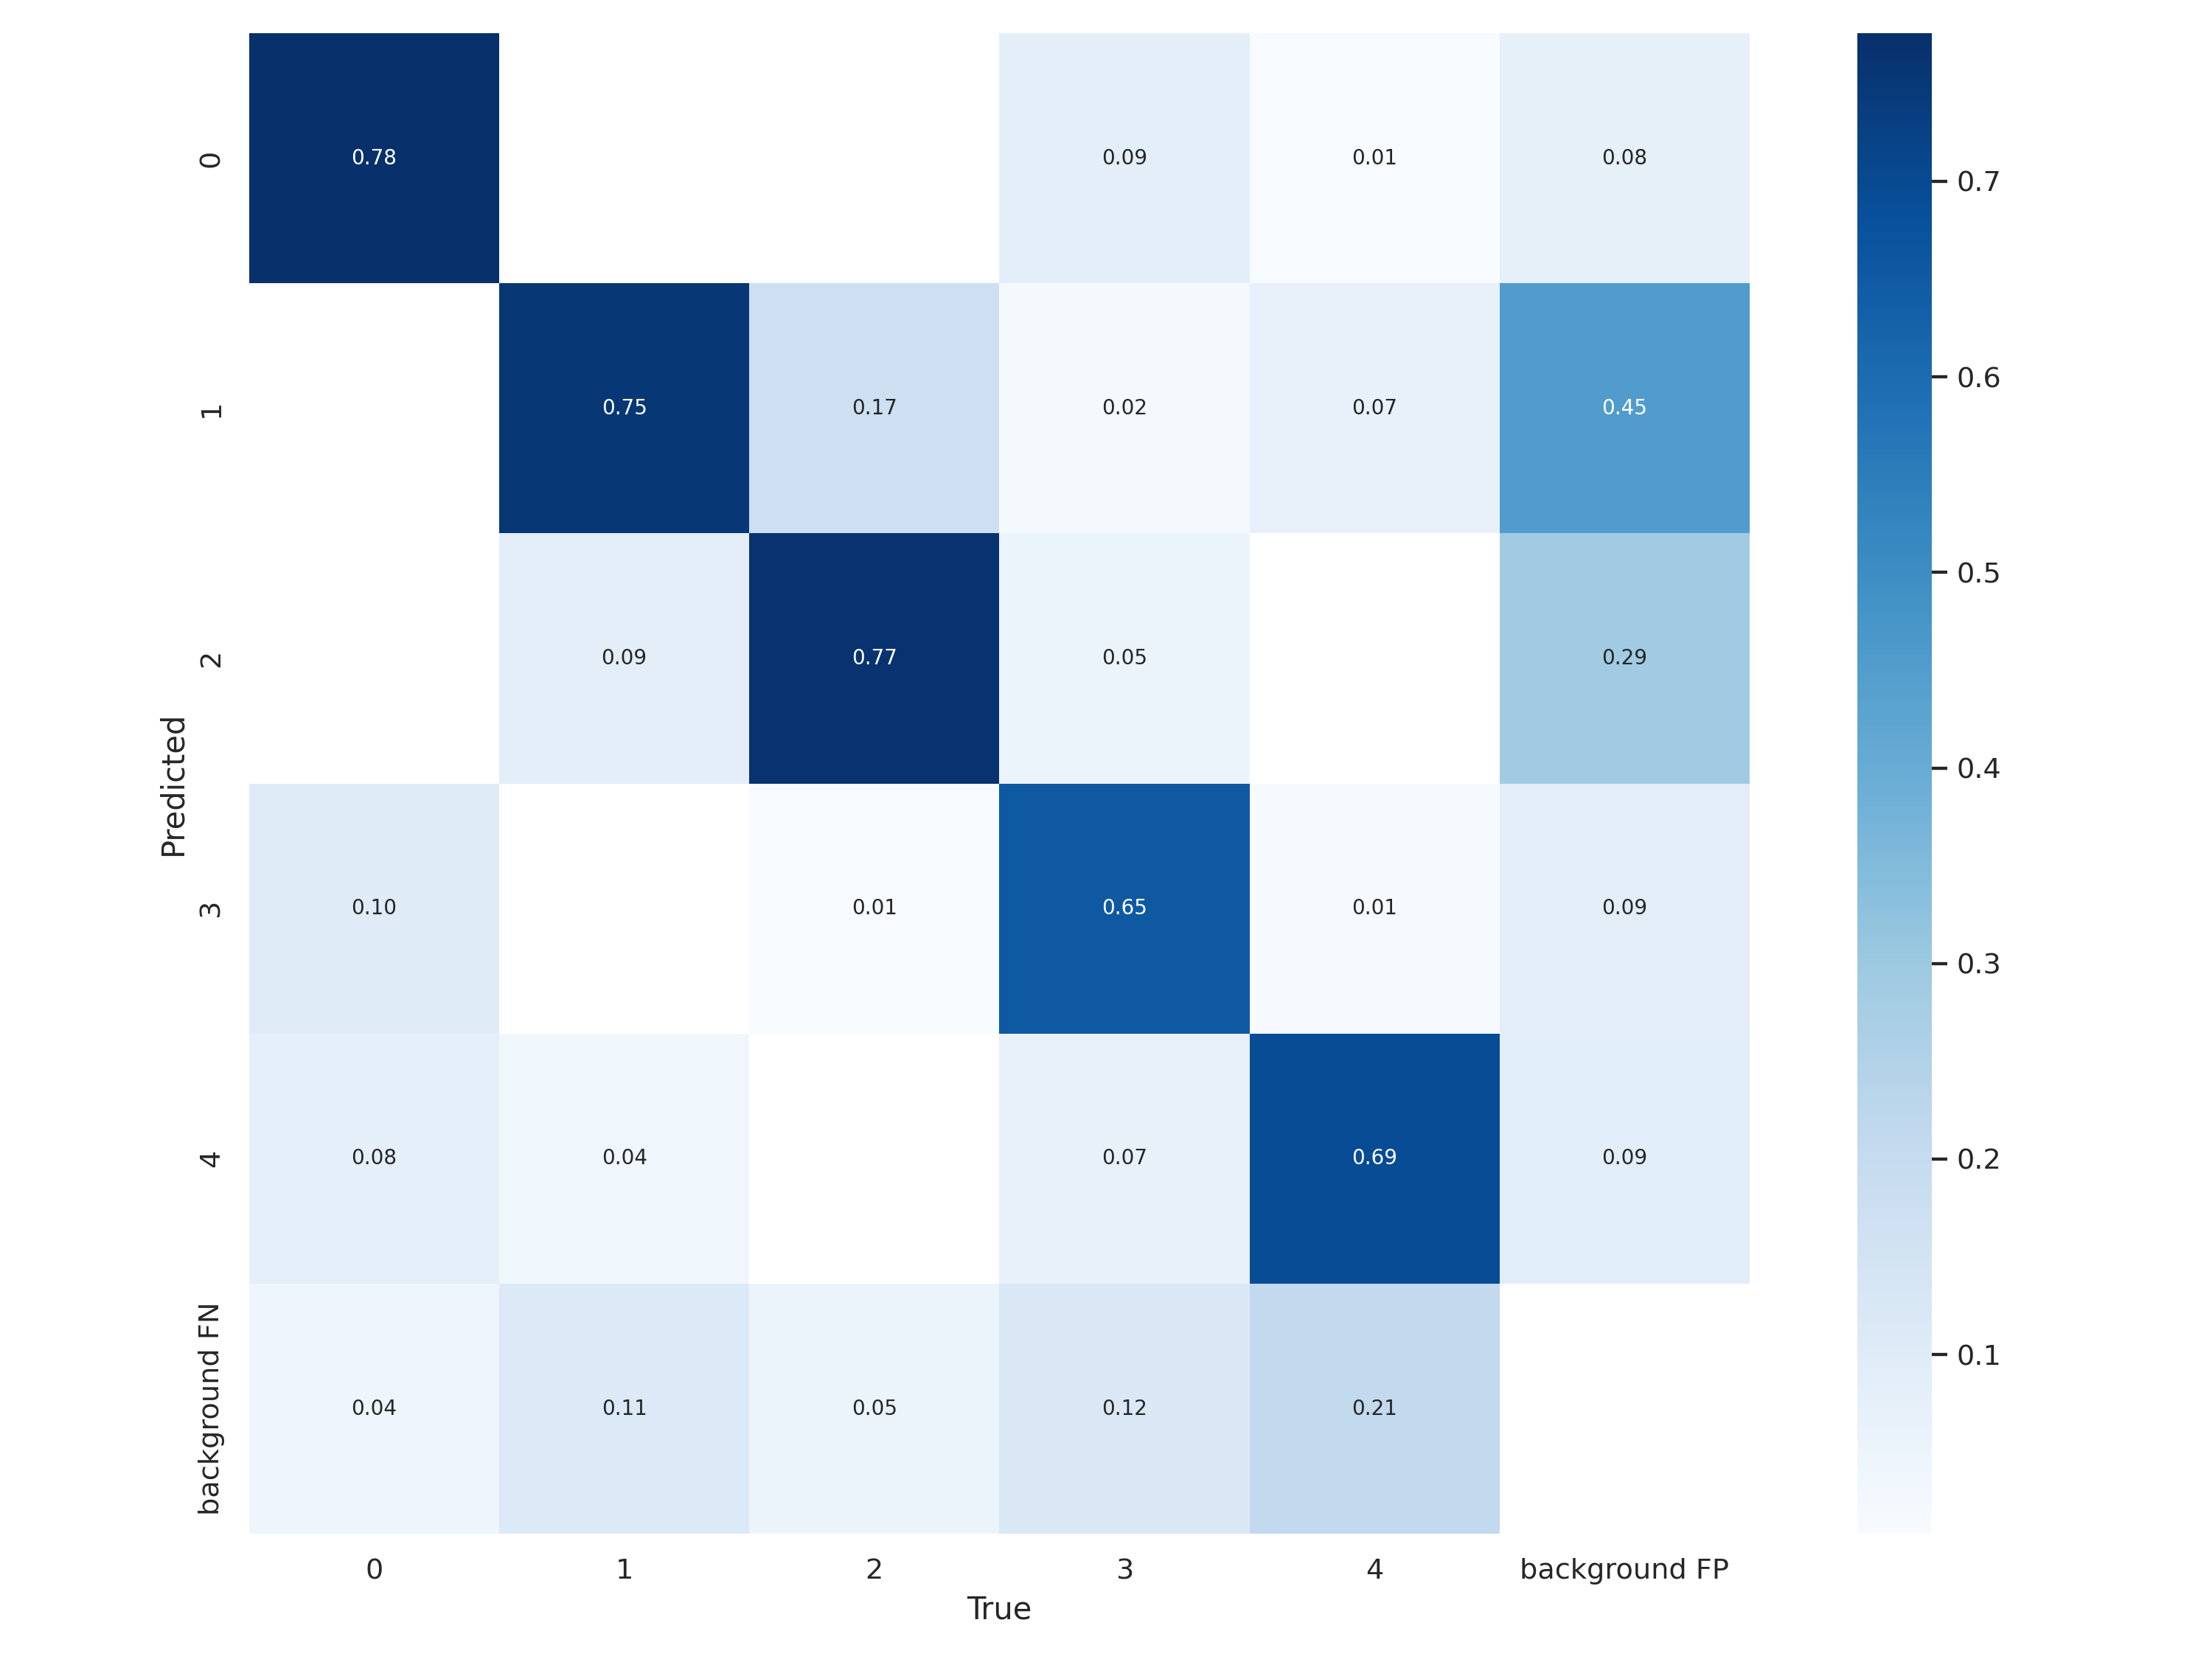 0 0.78 0.09 0.01 0.08
1 0.75 0.17 0.02 0.07 0.45
2 0.09 0.77 0.05 0.29
3 0.10 0.01 0.65 0.01 0.09
4 0.08 0.04 0.07 0.69 0.09
background FN 0.04 0.11 0.05 0.12 0.21
Predicted
0 1 2 3 4 background FP
True
0.7
0.6
0.5
0.4
0.3
0.2
0.1